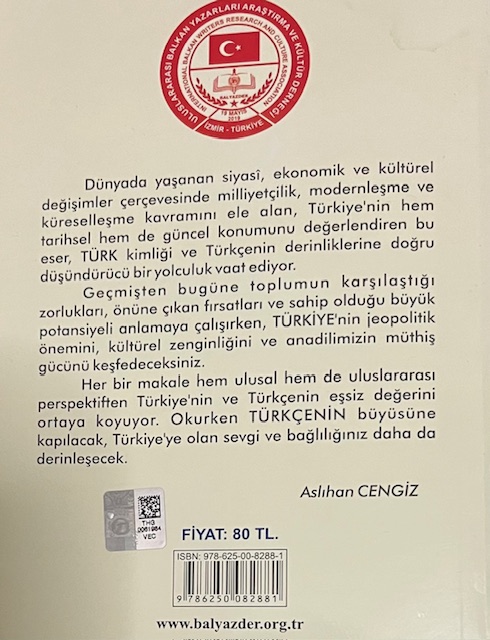 ULUSLARARASI BALKAN YAZARLARI ARAŞTIRMA VE KÜLTÜR DERNEĞİ
INTERNATIONAL BALKAN WRITERS RESEARCH AND CULTURE ASSOCIATION
BALYAZDER
19 MAYIS
2019
İZMİR - TÜRKİYE
Dünyada yaşanan siyasî, ekonomik ve kültürel
değişimler çerçevesinde milliyetçilik, modernleşme ve
küreselleşme kavramını ele alan, Türkiye'nin hem
tarihsel hem de güncel konumunu değerlendiren bu
eser, TÜRK kimliği ve Türkçenin derinliklerine doğru
düşündürücü bir yolculuk vaat ediyor.
Geçmişten bugüne toplumun karşılaştığı
zorlukları, önüne çıkan fırsatları ve sahip olduğu büyük
potansiyeli anlamaya çalışırken, TÜRKİYE'nin jeopolitik
önemini, kültürel zenginliğini ve anadilimizin müthiş
gücünü keşfedeceksiniz.
Her bir makale hem ulusal hem de uluslararası
perspektiften Türkiye'nin ve Türkçenin eşsiz değerini
ortaya koyuyor. Okurken TÜRKÇENİN büyüsüne
kapılacak, Türkiye'ye olan sevgi ve bağlılığınız daha da
derinleşecek.
Aslıhan CENGİZ
THG
0061984
VEC
FİYAT: 80 TL.
ISBN: 978-625-00-8288-1
9 786250 082881
www.balyazder.org.tr